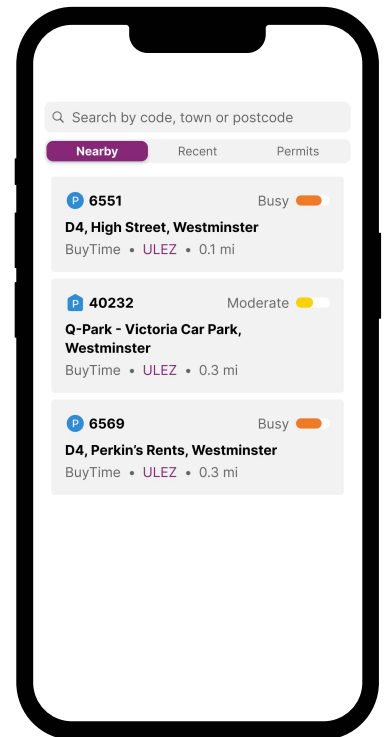 Search by code, town or postcode
Nearby Recent Permits
P 6551 Busy
D4, High Street, Westminster
BuyTime • ULEZ • 0.1 mi
P 40232 Moderate
Q-Park - Victoria Car Park,
Westminster
BuyTime • ULEZ • 0.3 mi
P 6569 Busy
D4, Perkin’s Rents, Westminster
BuyTime • ULEZ • 0.3 mi